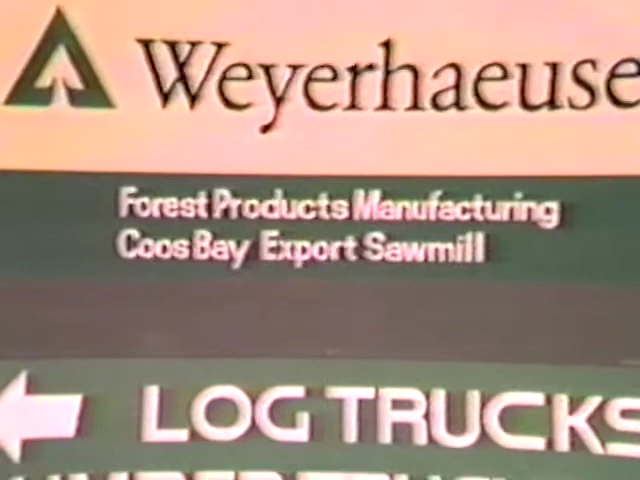 Weyerhaeuse
Forest Products Manufacturing
Coos Bay Export Sawmill
LOG TRUCKS